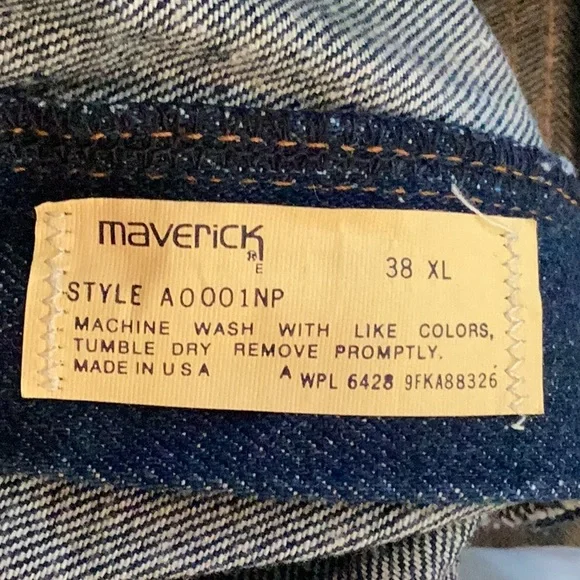 maverick ®
E
38 XL
STYLE A0001NP
MACHINE WASH WITH LIKE COLORS,
TUMBLE DRY REMOVE PROMPTLY.
MADE IN USA A WPL 6428 9FKA88326